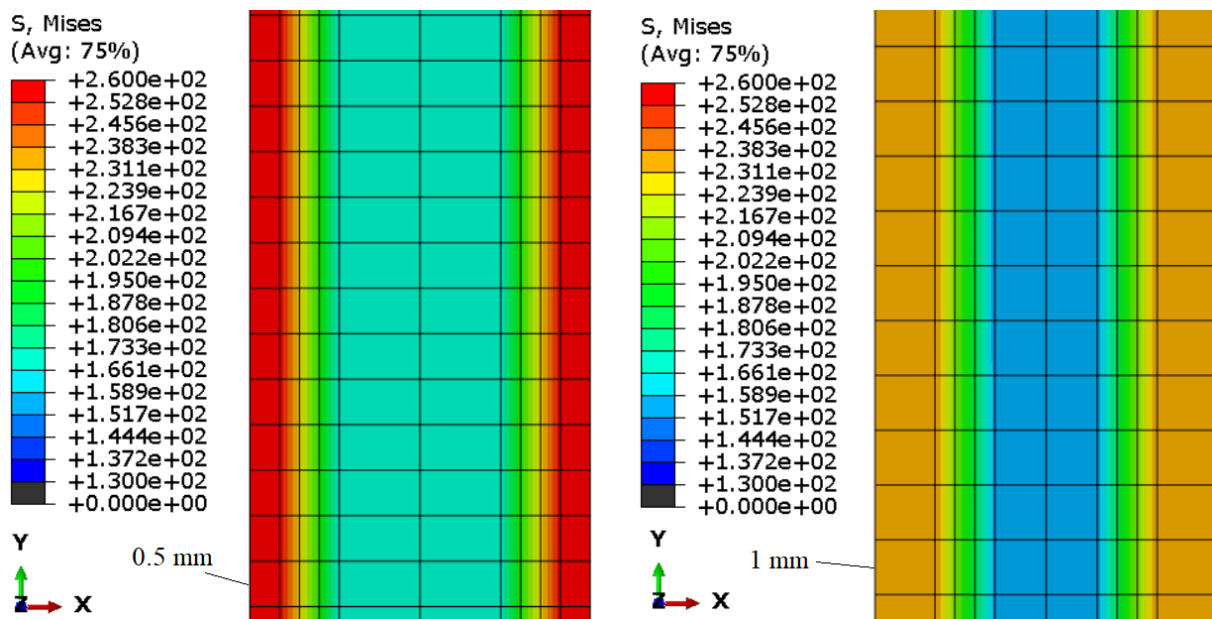 S, Mises
(Avg: 75%)
+2.600e+02
+2.528e+02
+2.456e+02
+2.383e+02
+2.311e+02
+2.239e+02
+2.167e+02
+2.094e+02
+2.022e+02
+1.950e+02
+1.878e+02
+1.806e+02
+1.733e+02
+1.661e+02
+1.589e+02
+1.517e+02
+1.444e+02
+1.372e+02
+1.300e+02
+0.000e+00
Y
Z
X
0.5 mm
S, Mises
(Avg: 75%)
+2.600e+02
+2.528e+02
+2.456e+02
+2.383e+02
+2.311e+02
+2.239e+02
+2.167e+02
+2.094e+02
+2.022e+02
+1.950e+02
+1.878e+02
+1.806e+02
+1.733e+02
+1.661e+02
+1.589e+02
+1.517e+02
+1.444e+02
+1.372e+02
+1.300e+02
+0.000e+00
Y
Z
X
1 mm